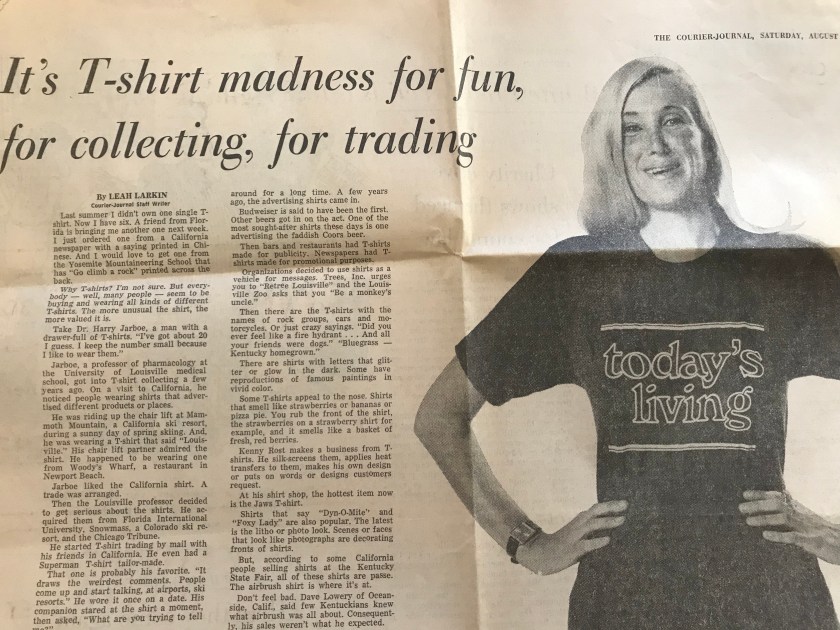 THE COURIER-JOURNAL, SATURDAY, AUGUST
It's T-shirt madness for fun,
for collecting, for trading
By LEAH LARKIN
Courier-Journal Staff Writer
Last summer I didn't own one single T-
shirt. Now I have six. A friend from Flor-
ida is bringing me another one next week.
I just ordered one from a California
newspaper with a saying printed in Chi-
nese. And I would love to get one from
the Yosemite Mountaineering School that
has "Go climb a rock" printed across the
back.
Why T-shirts? I'm not sure. But every-
body — well, many people — seem to be
buying and wearing all kinds of different
T-shirts. The more unusual the shirt, the
more valued it is.
Take Dr. Harry Jarboe, a man with a
drawer-full of T-shirts. "I've got about 20
I guess. I keep the number small because
I like to wear them."
Jarboe, a professor of pharmacology at
the University of Louisville medical
school, got into T-shirt collecting a few
years ago. On a visit to California, he
noticed people wearing shirts that adver-
tised different products or places.
He was riding up the chair lift at Mam-
moth Mountain, a California ski resort,
during a sunny day of spring skiing. And,
he was wearing a T-shirt that said "Louis-
ville." His chair lift partner admired the
shirt. He happened to be wearing one
from Woody's Wharf, a restaurant in
Newport Beach.
Jarboe liked the California shirt. A
trade was arranged.
Then the Louisville professor decided
to get serious about the shirts. He ac-
quired them from Florida International
University, Snowmass, a Colorado ski re-
sort, and the Chicago Tribune.
He started T-shirt trading by mail with
his friends in California. He even had a
Superman T-shirt tailor-made.
That one is probably his favorite. "It
draws the weirdest comments. People
come up and start talking, at airports, ski
resorts." He wore it once on a date. His
companion stared at the shirt a moment,
then asked, "What are you trying to tell
me?"
around for a long time. A few years
ago, the advertising shirts came in.
Budweiser is said to have been the first.
Other beers got in on the act. One of the
most sought-after shirts these days is one
advertising the faddish Coors beer.
Then bars and restaurants had T-shirts
made for publicity. Newspapers had T-
shirts made for promotional purposes.
Organizations decided to use shirts as a
vehicle for messages. Trees, Inc. urges
you to "Retree Louisville" and the Louis-
ville Zoo asks that you "Be a monkey's
uncle."
Then there are the T-shirts with the
names of rock groups, cars and mo-
torcycles. Or just crazy sayings. "Did you
ever feel like a fire hydrant . . . And all
your friends were dogs." "Bluegrass —
Kentucky homegrown."
There are shirts with letters that glit-
ter or glow in the dark. Some have
reproductions of famous paintings in
vivid color.
Some T-shirts appeal to the nose. Shirts
that smell like strawberries or bananas or
pizza pie. You rub the front of the shirt,
the strawberries on a strawberry shirt for
example, and it smells like a basket of
fresh, red berries.
Kenny Rost makes a business from T-
shirts. He silk-screens them, applies heat
transfers to them, makes his own design
or puts on words or designs customers
request.
At his shirt shop, the hottest item now
is the Jaws T-shirt.
Shirts that say "Dyn-O-Mite" and
"Foxy Lady" are also popular. The latest
is the litho or photo look. Scenes or faces
that look like photographs are decorating
fronts of shirts.
But, according to some California
people selling shirts at the Kentucky
State Fair, all of these shirts are passe.
The airbrush shirt is where it's at.
Don't feel bad. Dave Lowery of Ocean-
side, Calif., said few Kentuckians knew
what airbrush was all about. Consequent-
ly, his sales weren't what he expected.
today's
living